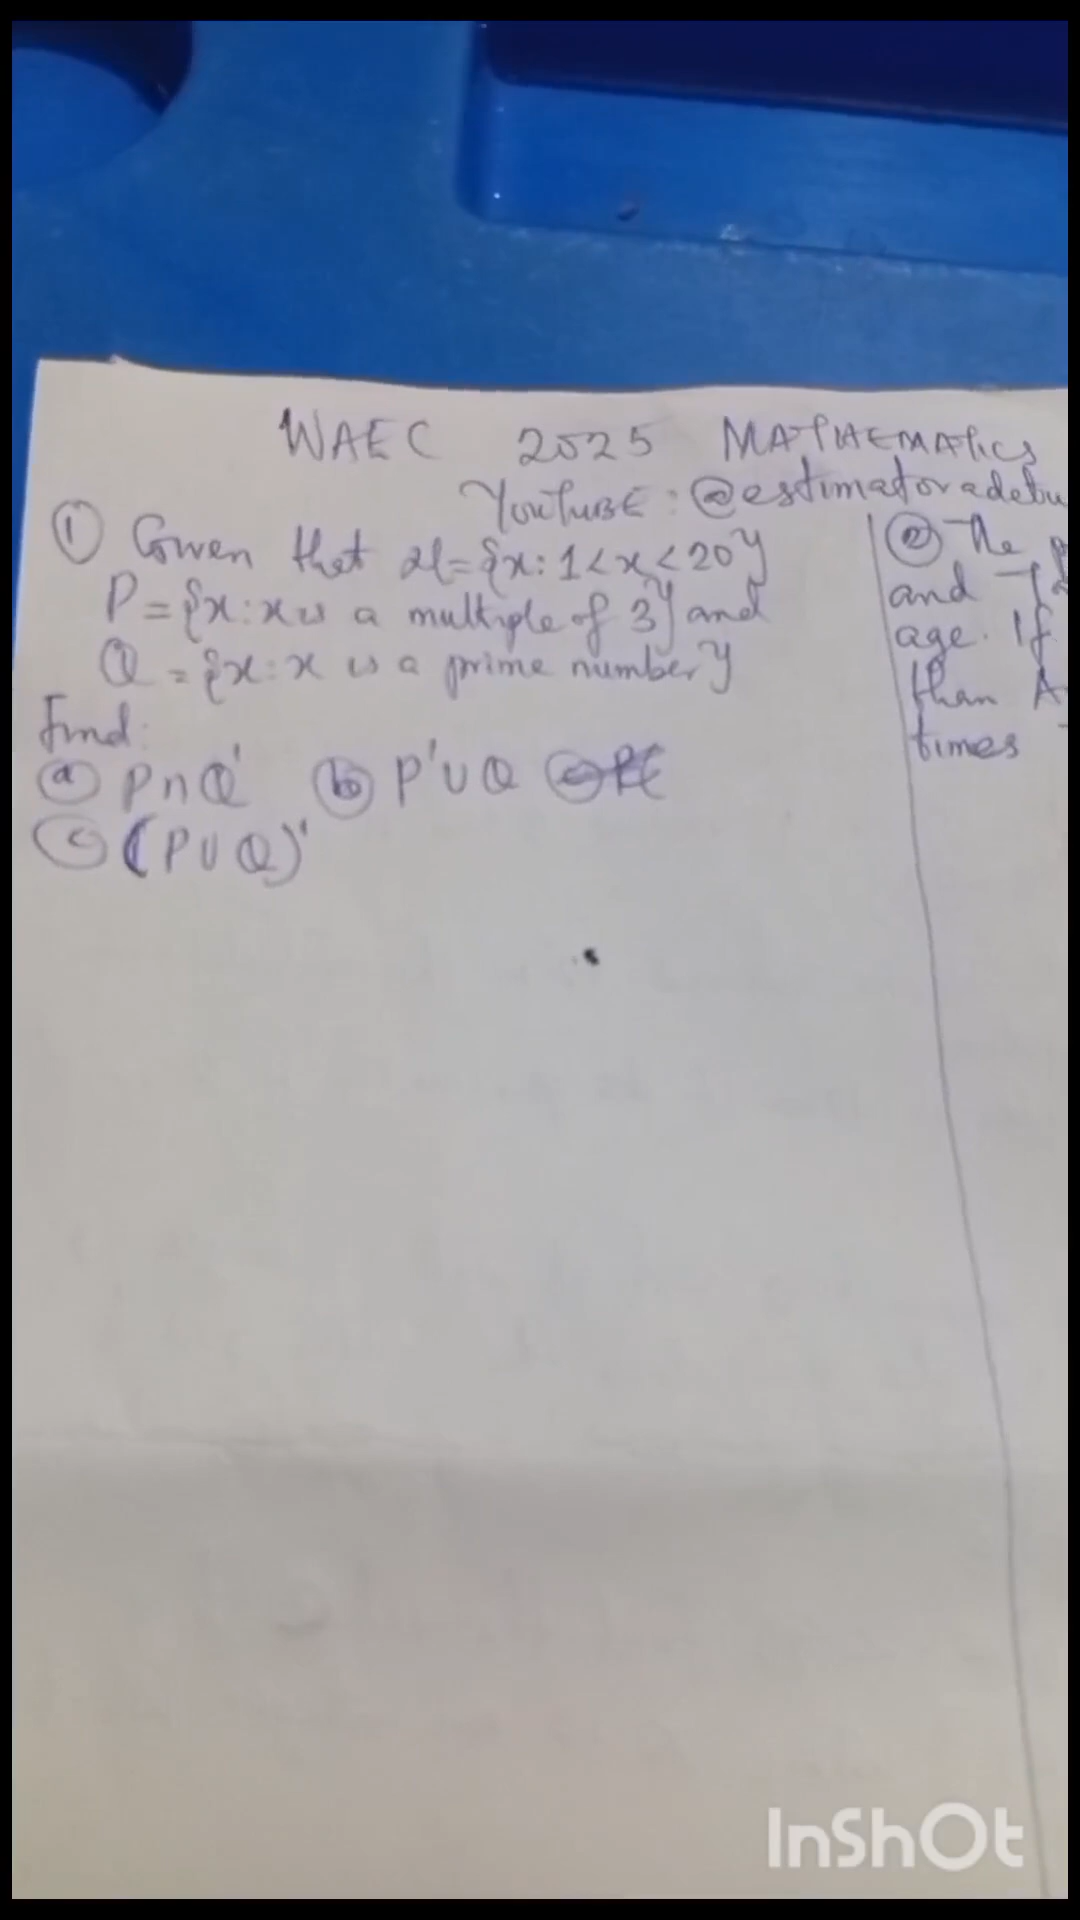 WAEC 2025 MATHEMATICS
YOUTUBE: @estimatoradebu
① Given that 𝓤={x: 1<x<20}
P={x: x is a multiple of 3} and
Q={x: x is a prime number}
Find:
ⓐ P∩Q' ⓑ P'∪Q
ⓒ (P∪Q)'
② The
and
age. If
than
times
InShOt